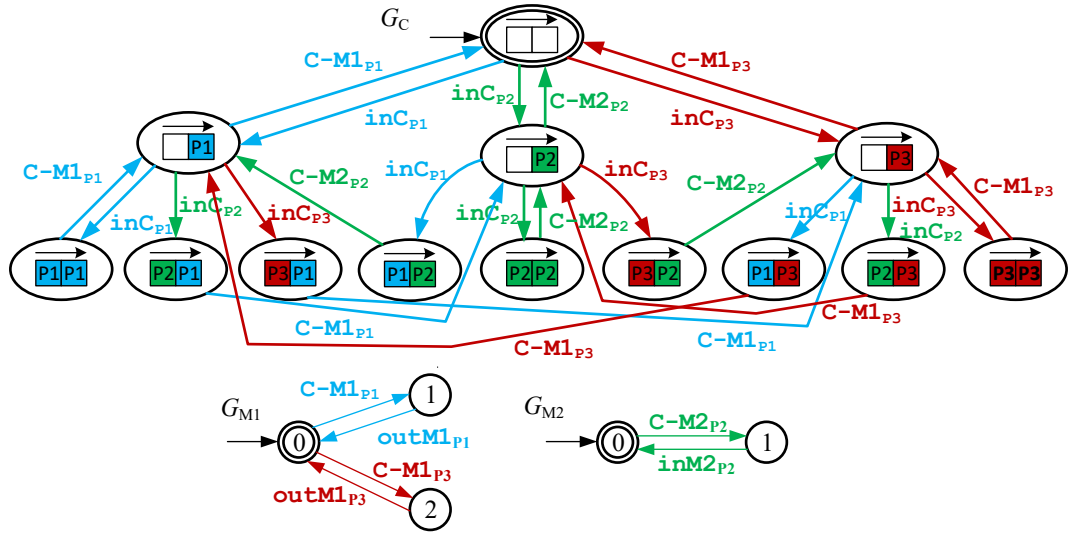 G_C
C-M1_P1
C-M1_P3
inC_P2
C-M2_P2
inC_P1
inC_P3
P1
P2
P3
C-M1_P1
C-M2_P2
inC_P1
inC_P3
C-M2_P2
C-M1_P3
inC_P1
inC_P2
inC_P3
inC_P2
C-M2_P2
inC_P1
inC_P3
inC_P2
P1 P1
P2 P1
P3 P1
P1 P2
P2 P2
P3 P2
P1 P3
P2 P3
P3 P3
C-M1_P1
C-M1_P3
C-M1_P1
C-M1_P3
G_M1
C-M1_P1
1
0
outM1_P1
C-M1_P3
outM1_P3
2
G_M2
C-M2_P2
0
1
inM2_P2